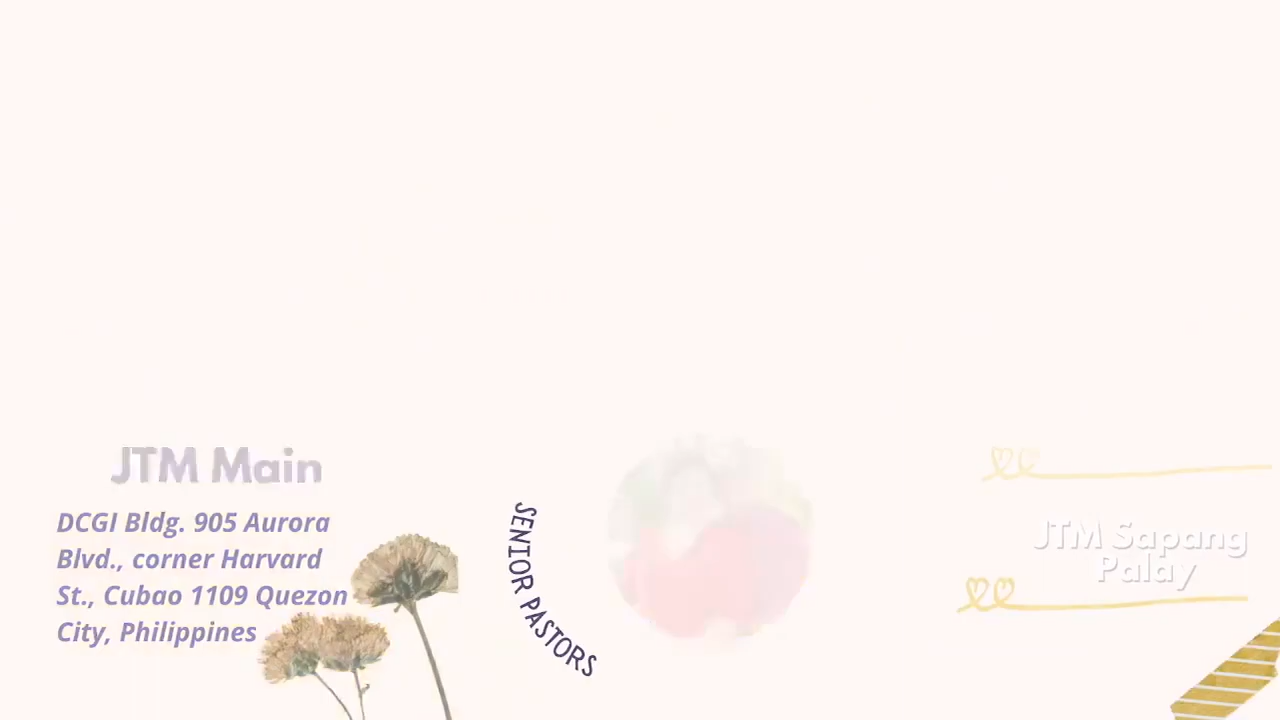 JTM Main
DCGI Bldg. 905 Aurora
Blvd., corner Harvard
St., Cubao 1109 Quezon
City, Philippines
SENIOR PASTORS
JTM Sapang
Palay